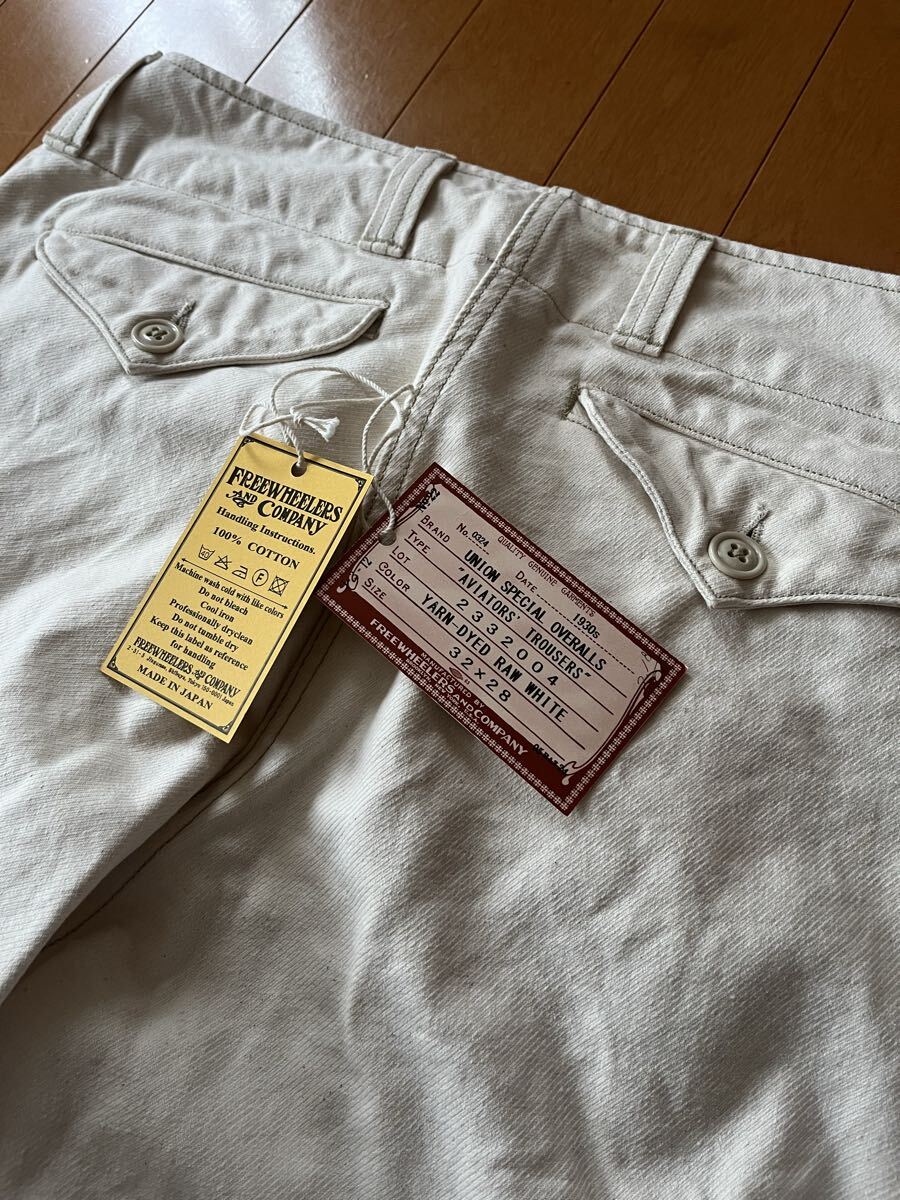 FREEWHEELERS
AND COMPANY
Handling Instructions.
100% COTTON
Machine wash cold with like colors
Do not bleach
Cool iron
Professionally dryclean
Do not tumble dry
Keep this label as reference
for handling
FREEWHEELERS AND COMPANY
MADE IN JAPAN
QUALITY GENUINE GARMENTS
No. 0324 DATE 1930s
BRAND UNION SPECIAL OVERALLS
TYPE "AVIATORS' TROUSERS"
LOT 2332004
COLOR YARN-DYED RAW WHITE
SIZE 32×28
MANUFACTURED BY
FREEWHEELERS AND COMPANY